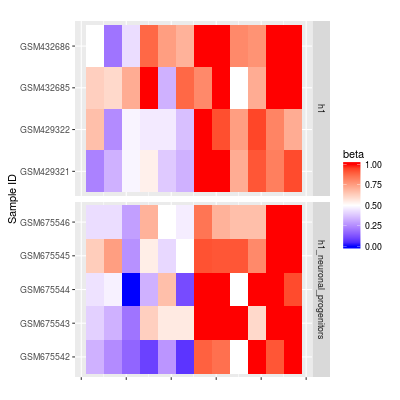 Sample ID
GSM432686
GSM432685
GSM429322
GSM429321
h1
GSM675546
GSM675545
GSM675544
GSM675543
GSM675542
h1_neuronal_progenitors
beta
1.00
0.75
0.50
0.25
0.00